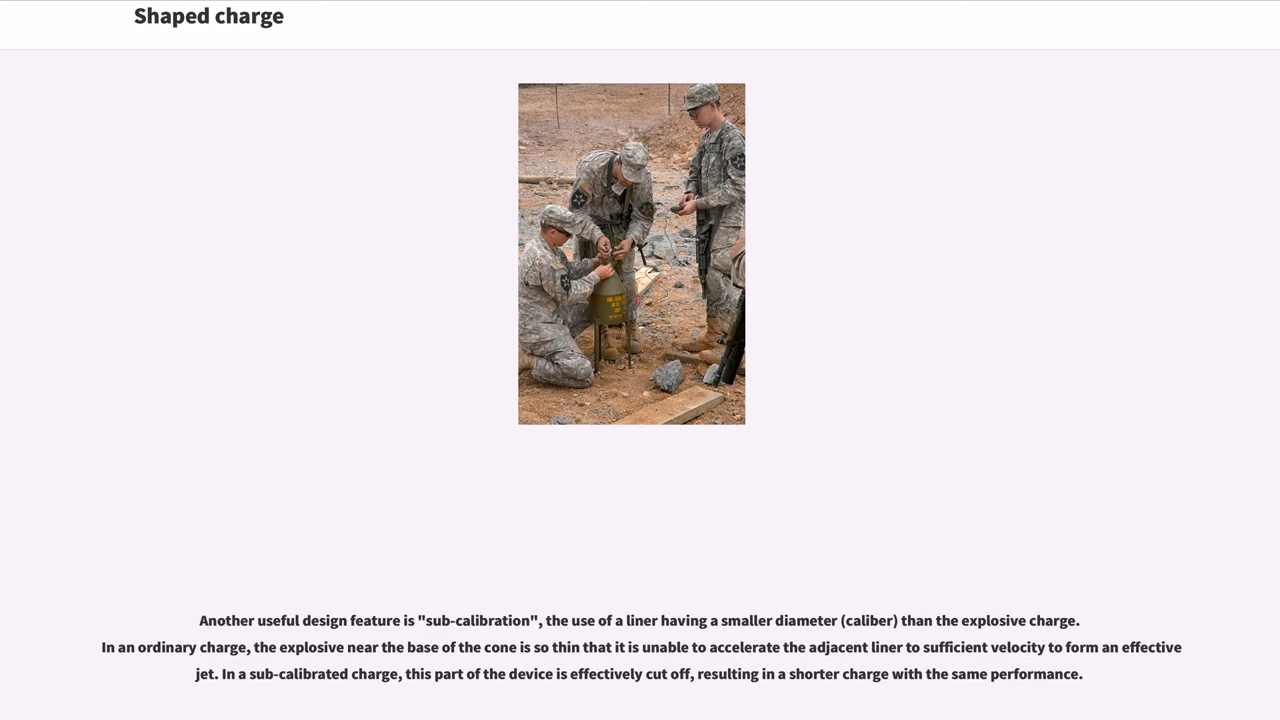 Shaped charge
Another useful design feature is "sub-calibration", the use of a liner having a smaller diameter (caliber) than the explosive charge.
In an ordinary charge, the explosive near the base of the cone is so thin that it is unable to accelerate the adjacent liner to sufficient velocity to form an effective
jet. In a sub-calibrated charge, this part of the device is effectively cut off, resulting in a shorter charge with the same performance.